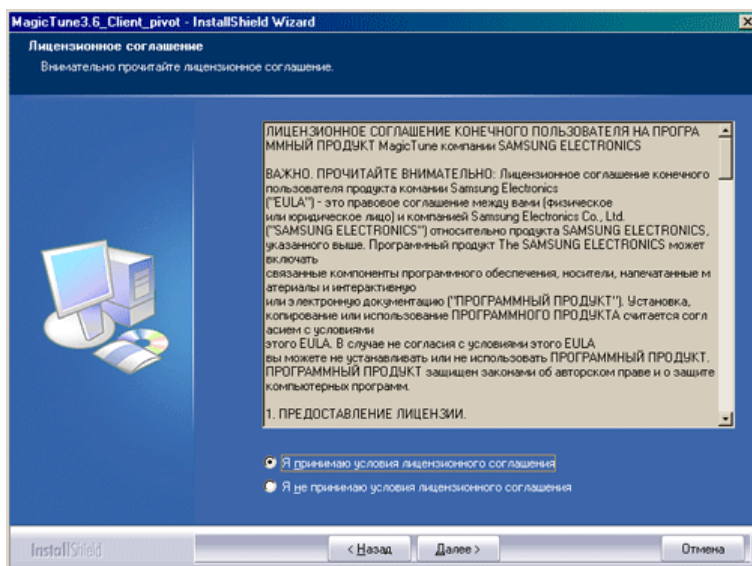 MagicTune3.6_Client_pivot - InstallShield Wizard
Лицензионное соглашение
Внимательно прочитайте лицензионное соглашение.
ЛИЦЕНЗИОННОЕ СОГЛАШЕНИЕ КОНЕЧНОГО ПОЛЬЗОВАТЕЛЯ НА ПРОГРА
ММНЫЙ ПРОДУКТ MagicTune компании SAMSUNG ELECTRONICS
ВАЖНО. ПРОЧИТАЙТЕ ВНИМАТЕЛЬНО: Лицензионное соглашение конечного
пользователя продукта комании Samsung Electronics
("EULA") - это правовое соглашение между вами (физическое
или юридическое лицо) и компанией Samsung Electronics Co., Ltd.
("SAMSUNG ELECTRONICS") относительно продукта SAMSUNG ELECTRONICS,
указанного выше. Программный продукт The SAMSUNG ELECTRONICS может
включать
связанные компоненты программного обеспечения, носители, напечатанные м
атериалы и интерактивную
или электронную документацию ("ПРОГРАММНЫЙ ПРОДУКТ"). Установка,
копирование или использование ПРОГРАММНОГО ПРОДУКТА считается согл
асием с условиями
этого EULA. В случае не согласия с условиями этого EULA
вы можете не устанавливать или не использовать ПРОГРАММНЫЙ ПРОДУКТ.
ПРОГРАММНЫЙ ПРОДУКТ защищен законами об авторском праве и о защите
компьютерных программ.
1. ПРЕДОСТАВЛЕНИЕ ЛИЦЕНЗИИ.
Я принимаю условия лицензионного соглашения
Я не принимаю условия лицензионного соглашения
InstallShield
< Назад
Далее >
Отмена